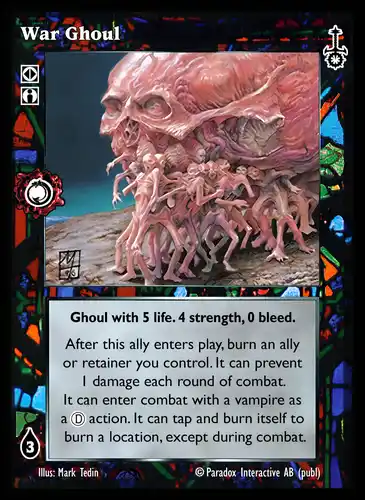 War Ghoul
Ghoul with 5 life. 4 strength, 0 bleed.
After this ally enters play, burn an ally
or retainer you control. It can prevent
1 damage each round of combat.
It can enter combat with a vampire as
a Ⓓ action. It can tap and burn itself to
burn a location, except during combat.
3
Illus: Mark Tedin © Paradox Interactive AB (publ)